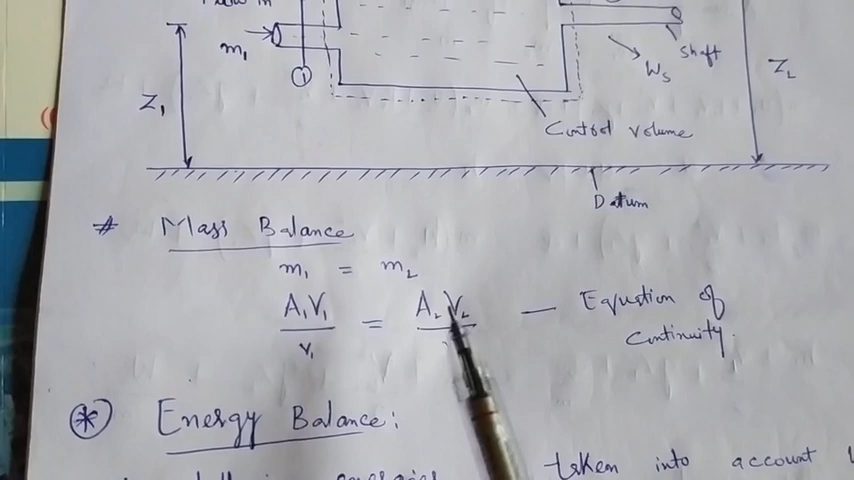 m₁
①
Z₁
Shaft
Wₛ
Z₂
Control volume
Datum
# Mass Balance
m₁ = m₂
A₁V₁ / v₁ = A₂V₂ — Equation of
Continuity.
* Energy Balance:
energies taken into account